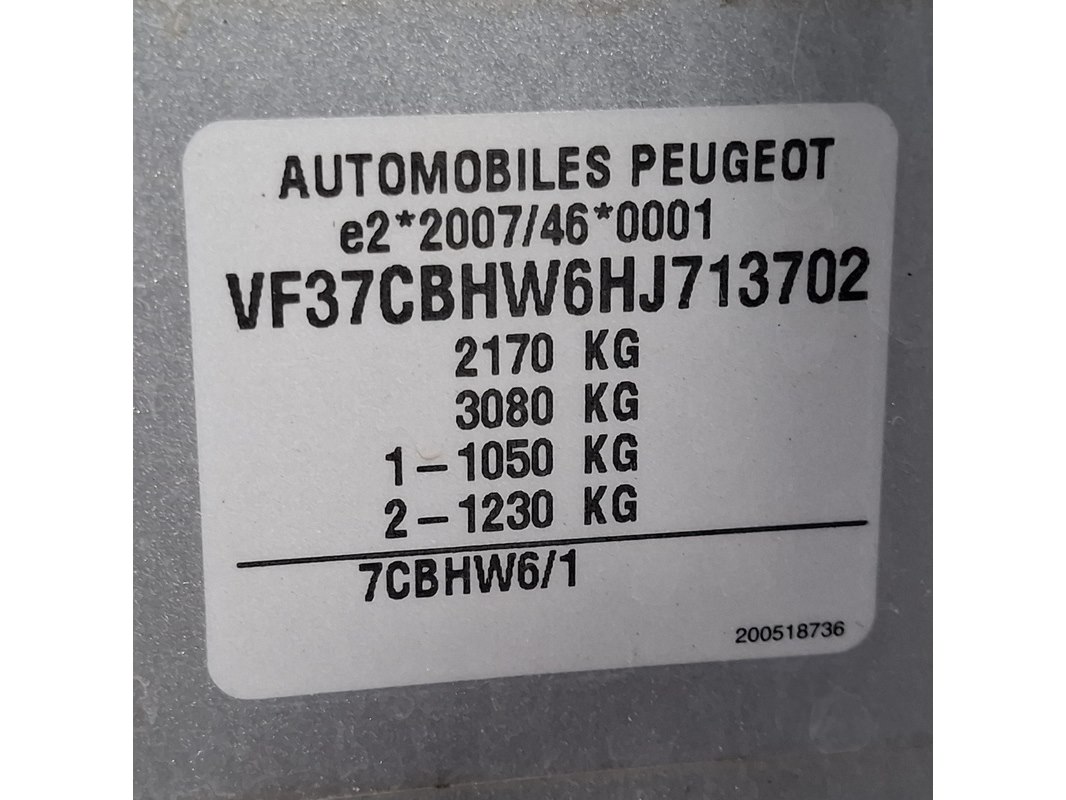 AUTOMOBILES PEUGEOT
e2*2007/46*0001
VF37CBHW6HJ713702
2170 KG
3080 KG
1-1050 KG
2-1230 KG
7CBHW6/1
200518736